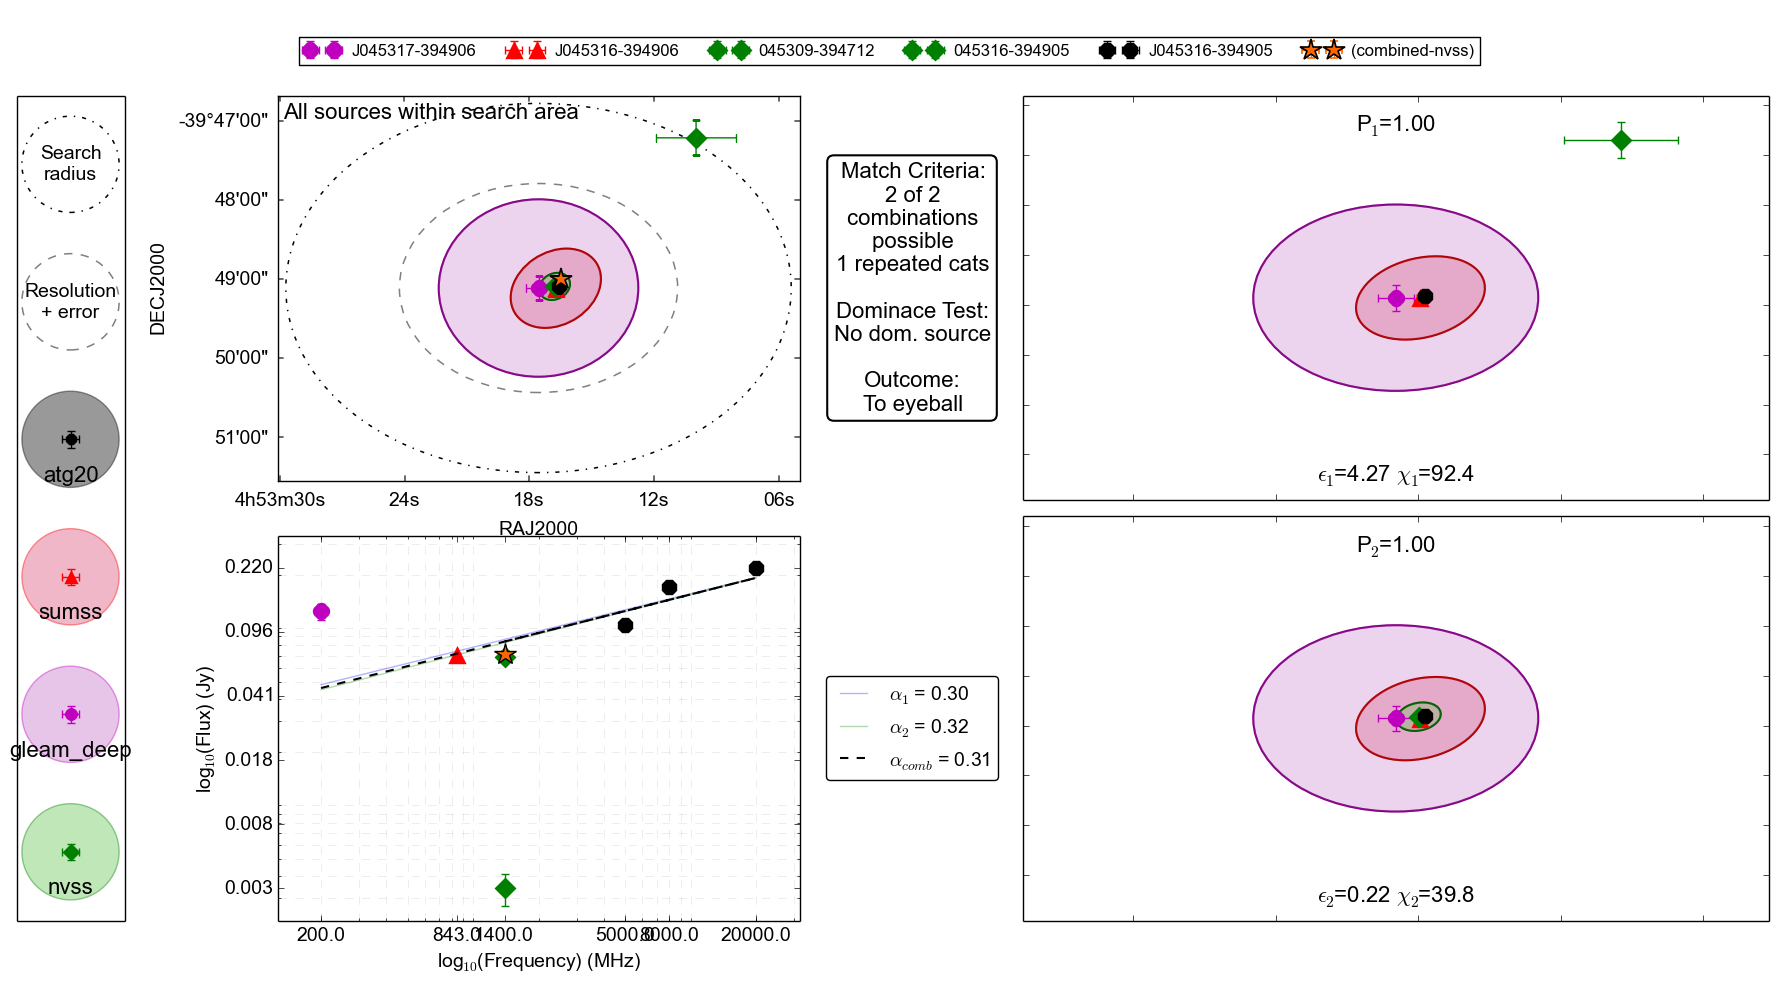 J045317-394906
J045316-394906
045309-394712
045316-394905
J045316-394905
(combined-nvss)
Search
radius
Resolution
+ error
atg20
sumss
gleam_deep
nvss
All sources within search area
DECJ2000
-39°47'00"
48'00"
49'00"
50'00"
51'00"
4h53m30s
24s
18s
12s
06s
RAJ2000
Match Criteria:
2 of 2
combinations
possible
1 repeated cats
Dominace Test:
No dom. source
Outcome:
To eyeball
P1=1.00
ϵ1=4.27 χ1=92.4
log10(Flux) (Jy)
0.220
0.096
0.041
0.018
0.008
0.003
200.0
843.0
1400.0
5000.0
8000.0
20000.0
log10(Frequency) (MHz)
α1 = 0.30
α2 = 0.32
αcomb = 0.31
P2=1.00
ϵ2=0.22 χ2=39.8